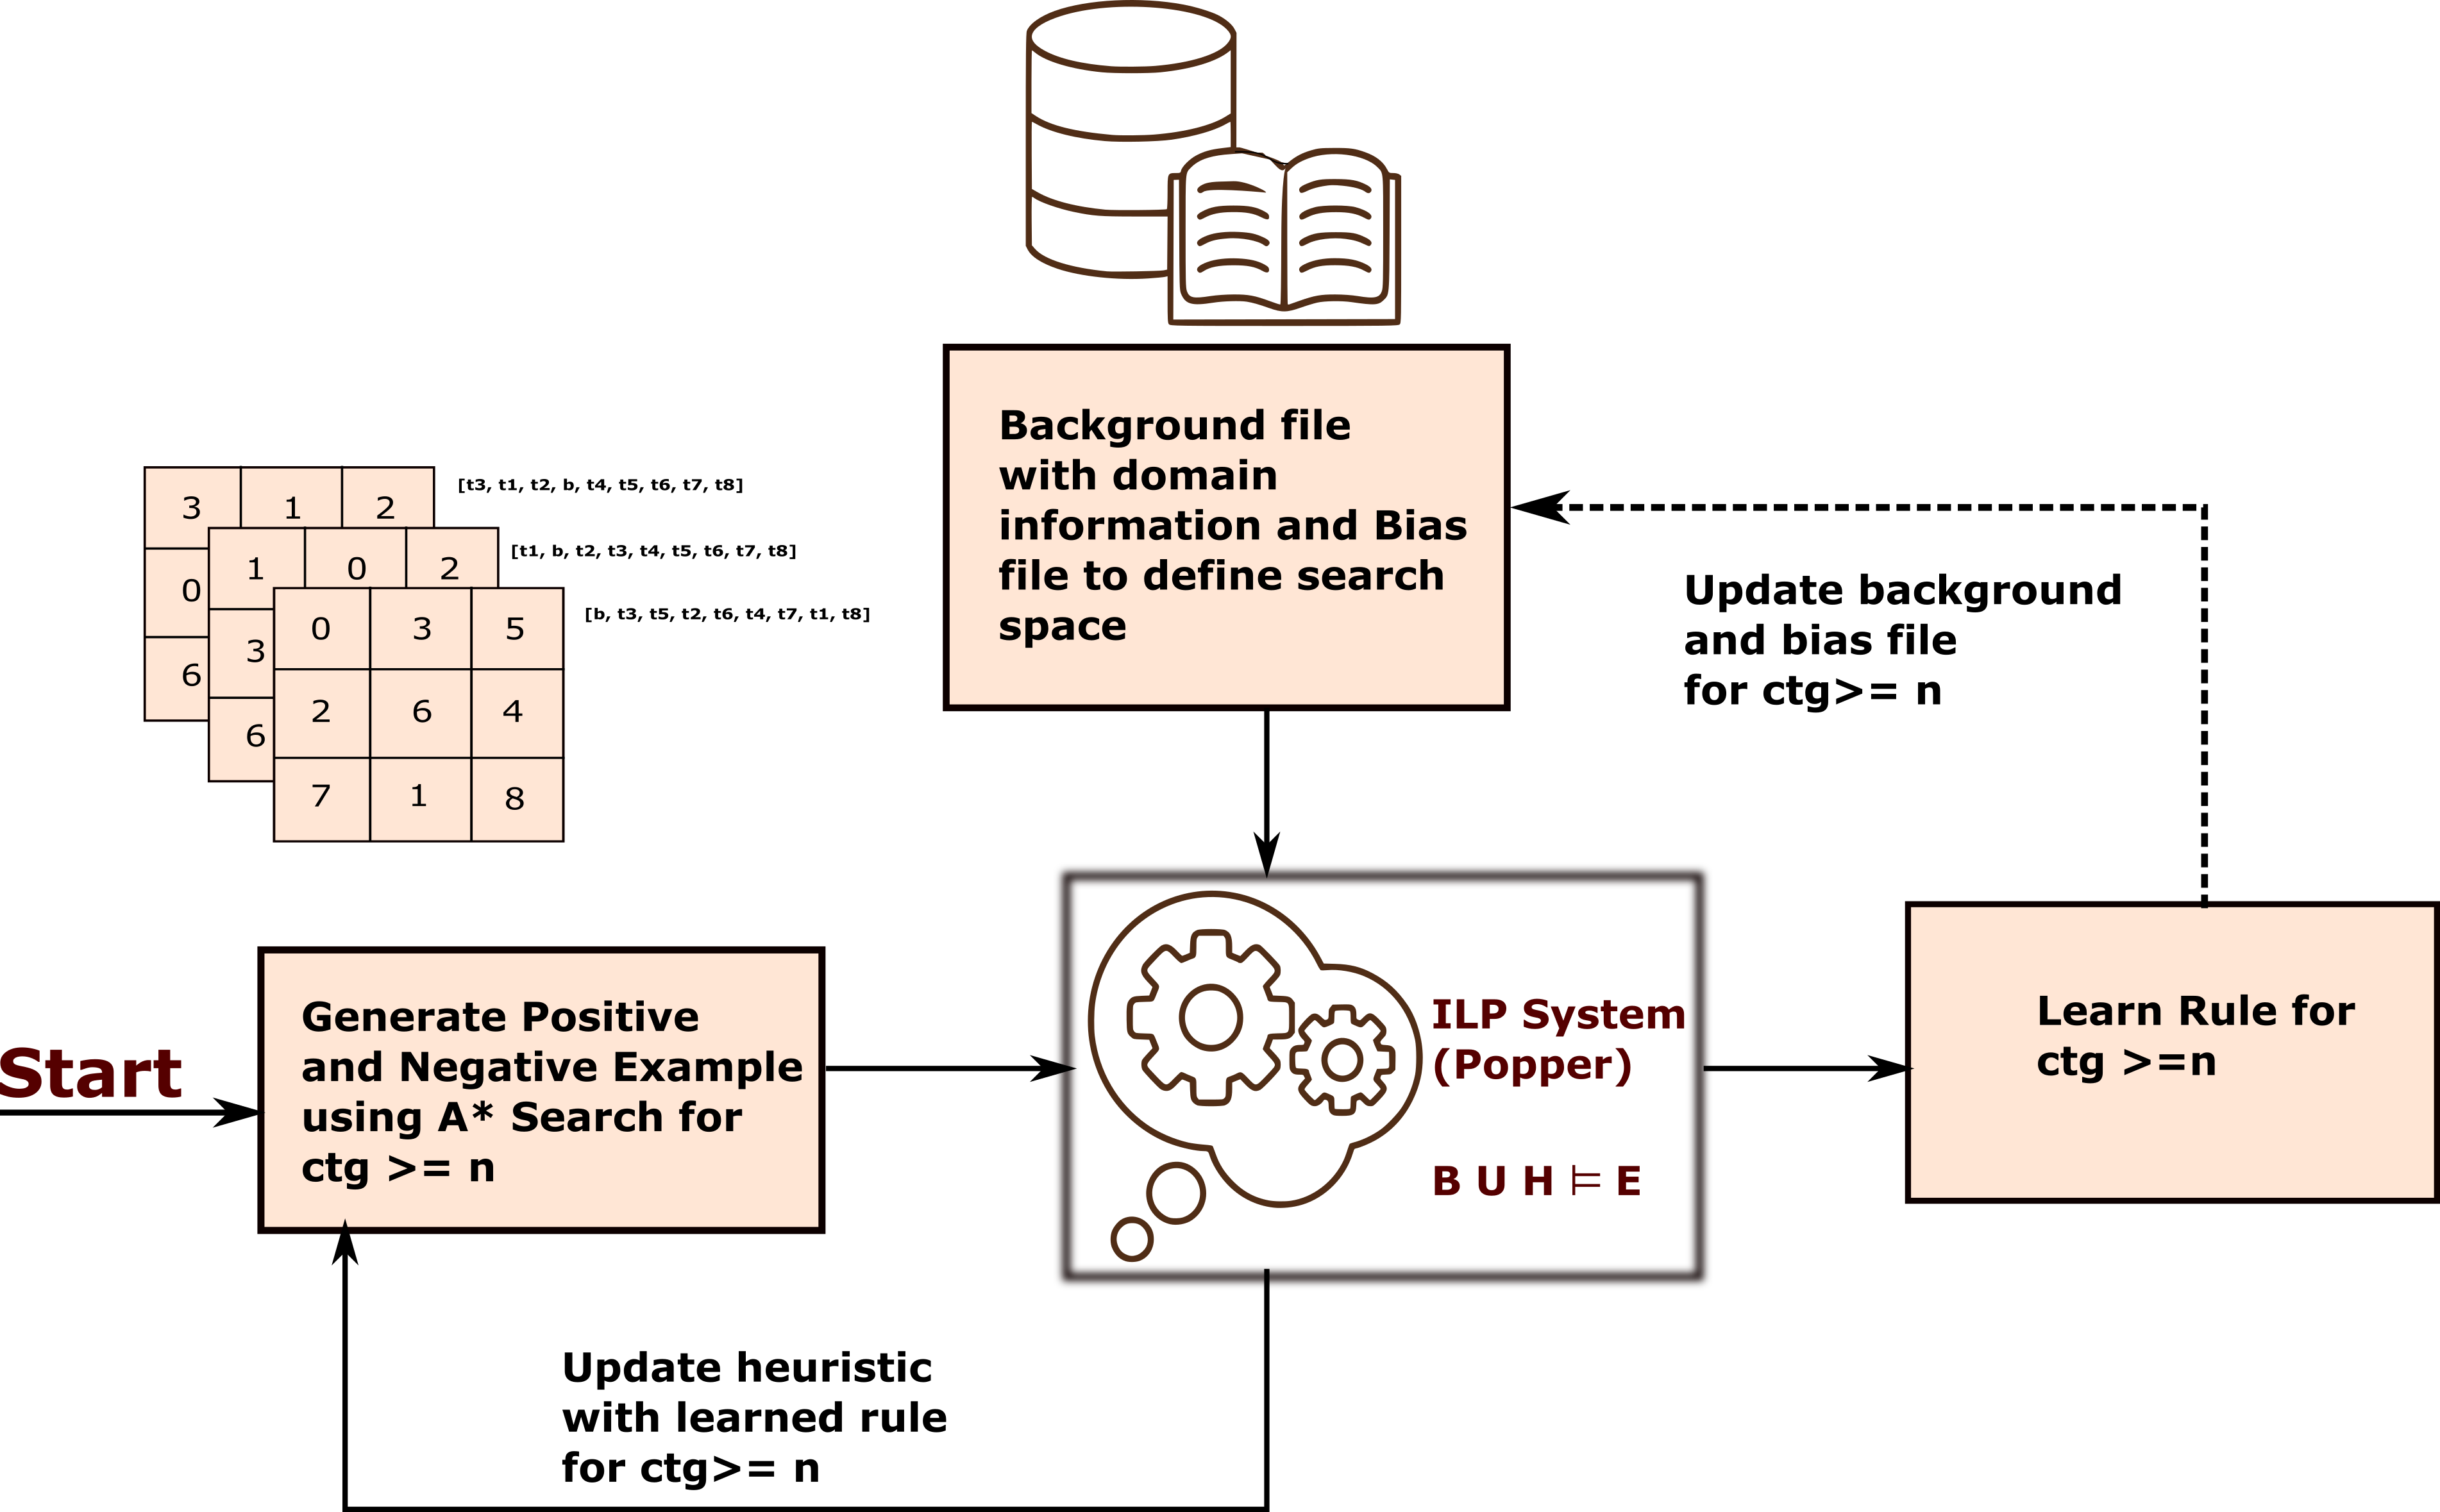 Background file
with domain
information and Bias
file to define search
space
3 1 2
[t3, t1, t2, b, t4, t5, t6, t7, t8]
0
6
1 0 2
[t1, b, t2, t3, t4, t5, t6, t7, t8]
3
6
0 3 5
[b, t3, t5, t2, t6, t4, t7, t1, t8]
2 6 4
7 1 8
Update background
and bias file
for ctg>= n
Start
Generate Positive
and Negative Example
using A* Search for
ctg >= n
ILP System
(Popper)
B U H ⊨ E
Learn Rule for
ctg >=n
Update heuristic
with learned rule
for ctg>= n